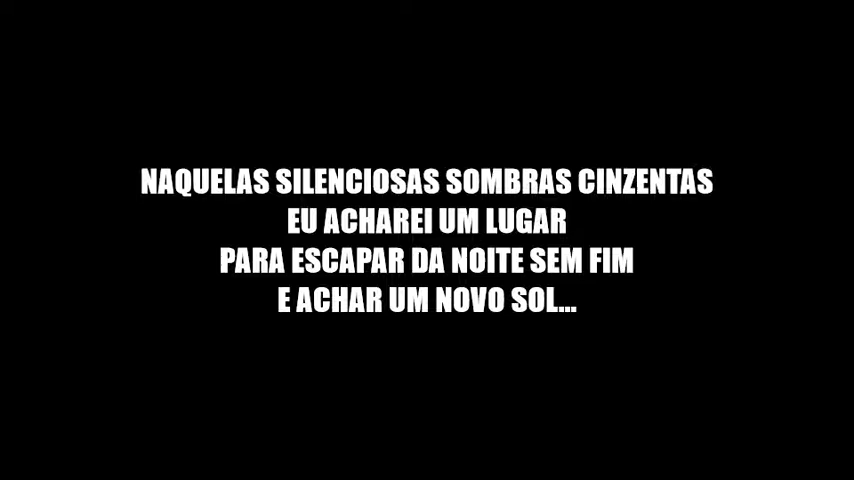 NAQUELAS SILENCIOSAS SOMBRAS CINZENTAS
EU ACHAREI UM LUGAR
PARA ESCAPAR DA NOITE SEM FIM
E ACHAR UM NOVO SOL...